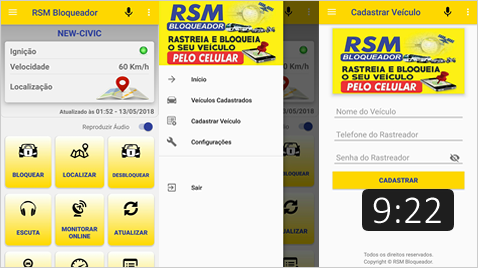 RSM Bloqueador
NEW-CIVIC
Ignição
Velocidade 60 Km/h
Localização
Atualizado às 01:52 - 13/05/2018
Reproduzir Áudio
BLOQUEAR
LOCALIZAR
DESBLOQUEAR
ESCUTA
MONITORAR
ONLINE
ATUALIZAR
RSM
BLOQUEADOR
RASTREIA E BLOQUEIA
O SEU VEÍCULO
PELO CELULAR
Início
Veículos Cadastrados
Cadastrar Veículo
Configurações
Sair
Cadastrar Veículo
RSM
BLOQUEADOR
RASTREIA E BLOQUEIA
O SEU VEÍCULO
PELO CELULAR
Nome do Veículo
Telefone do Rastreador
Senha do Rastreador
CADASTRAR
9:22
Todos os direitos reservados.
Copyright © RSM Bloqueador.